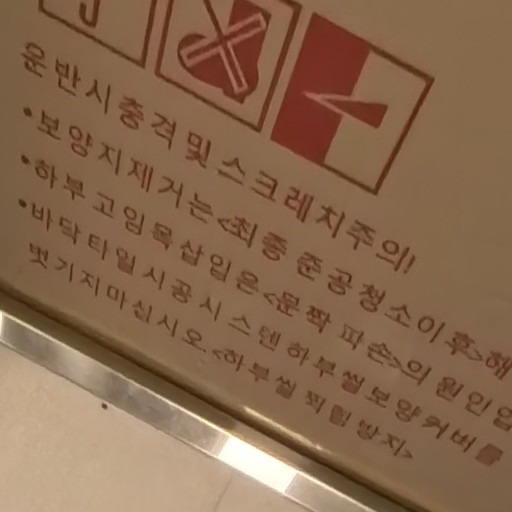 운반시 충격 및 스크레치주의!
•보양지제거는<최종 준공청소이후>해
•하부고임목삽입은<문짝 파손>의 원인입
•바닥타일시공시 스텐하부씰보양커버를
벗기지마십시오.<하부씰 찍힘방지>